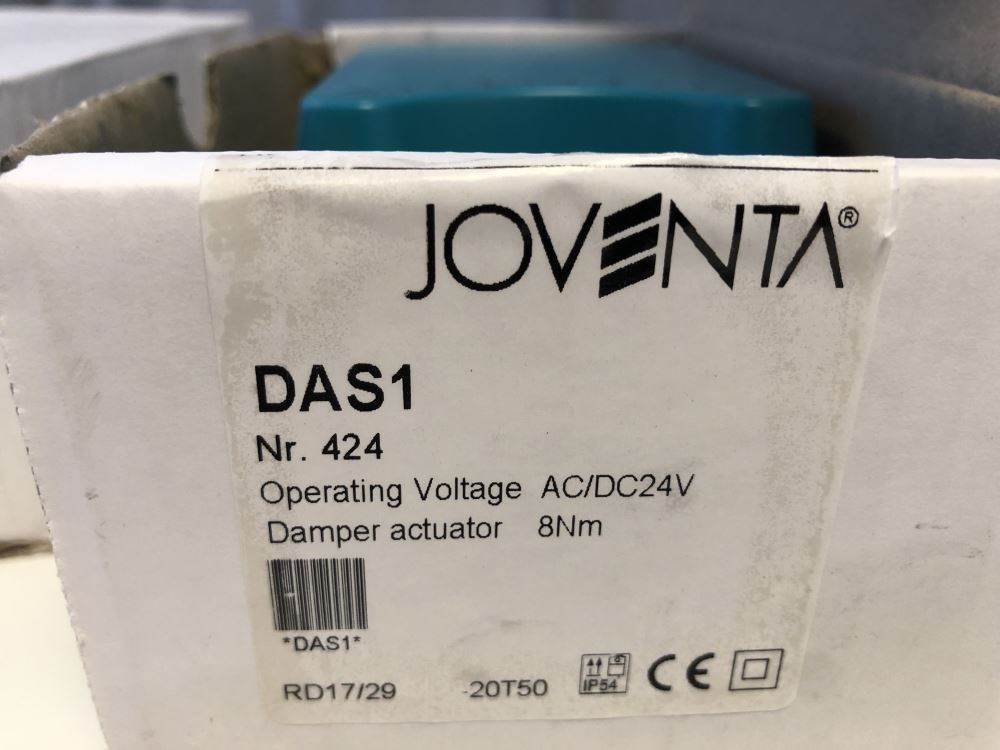 JOVENTA®
DAS1
Nr. 424
Operating Voltage AC/DC24V
Damper actuator 8Nm
*DAS1*
RD17/29 -20T50 IP54 CE